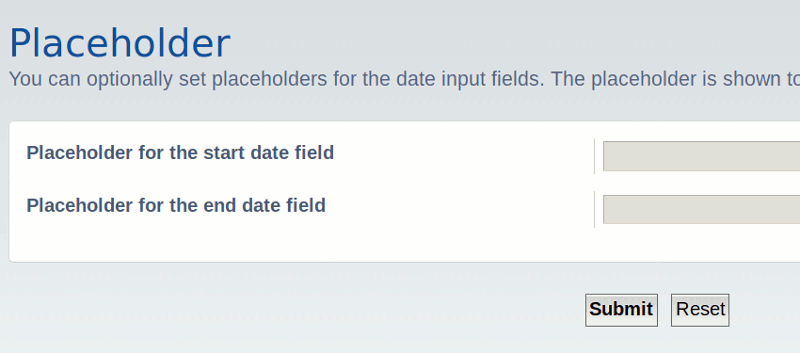 Placeholder
You can optionally set placeholders for the date input fields. The placeholder is shown to
Placeholder for the start date field
Placeholder for the end date field
Submit Reset